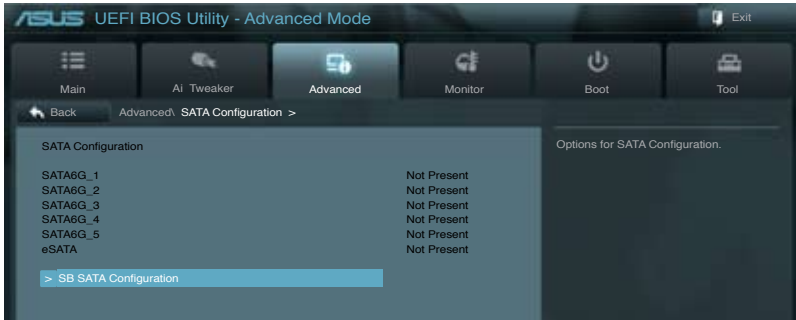 ASUS UEFI BIOS Utility - Advanced Mode
Exit
Main
Ai Tweaker
Advanced
Monitor
Boot
Tool
Back
Advanced\ SATA Configuration >
SATA Configuration
Options for SATA Configuration.
SATA6G_1 Not Present
SATA6G_2 Not Present
SATA6G_3 Not Present
SATA6G_4 Not Present
SATA6G_5 Not Present
eSATA Not Present
> SB SATA Configuration